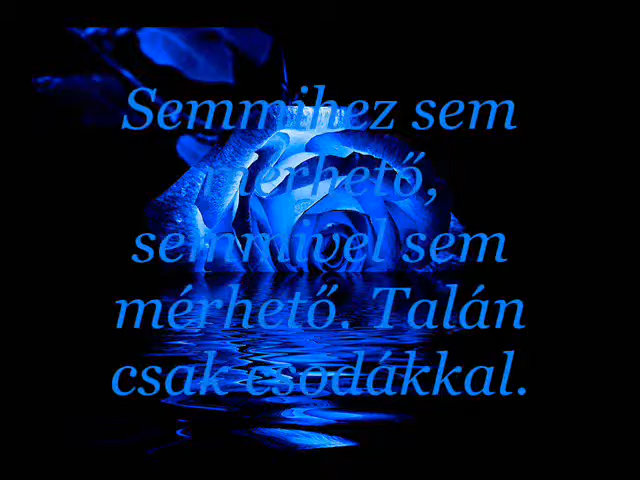 Semmihez sem
mérhető,
semmivel sem
mérhető. Talán
csak csodákkal.